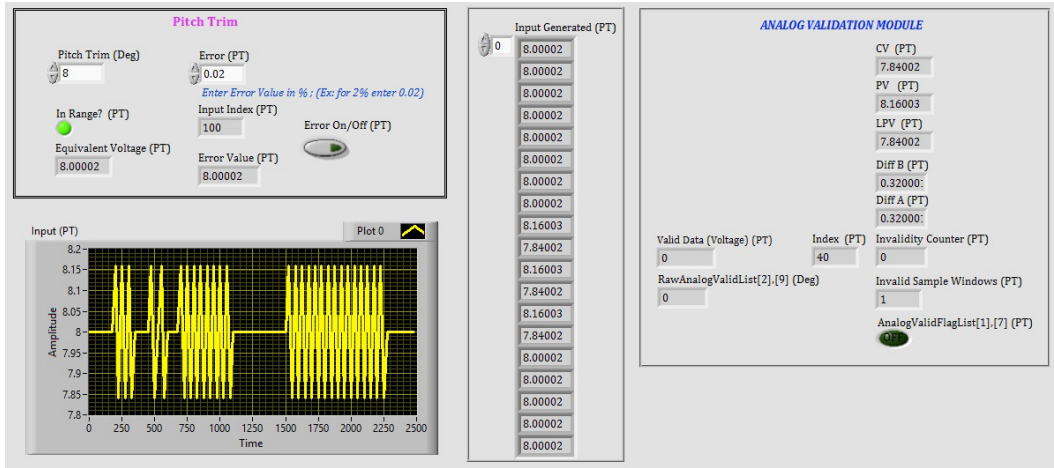 Pitch Trim
Pitch Trim (Deg)
8
Error (PT)
0.02
Enter Error Value in % ; (Ex: for 2% enter 0.02)
In Range? (PT)
Input Index (PT)
100
Error On/Off (PT)
Equivalent Voltage (PT)
8.00002
Error Value (PT)
8.00002
Input (PT)
Plot 0
8.2
8.15
8.1
8.05
8
7.95
7.9
7.85
7.8
Amplitude
0 250 500 750 1000 1250 1500 1750 2000 2250 2500
Time
Input Generated (PT)
0
8.00002
8.00002
8.00002
8.00002
8.00002
8.00002
8.00002
8.00002
8.16003
7.84002
8.16003
7.84002
8.16003
7.84002
8.00002
8.00002
8.00002
8.00002
8.00002
ANALOG VALIDATION MODULE
CV (PT)
7.84002
PV (PT)
8.16003
LPV (PT)
7.84002
Diff B (PT)
0.32000
Diff A (PT)
0.32000
Valid Data (Voltage) (PT)
0
Index (PT)
40
Invalidity Counter (PT)
0
RawAnalogValidList[2],[9] (Deg)
0
Invalid Sample Windows (PT)
1
AnalogValidFlagList[1],[7] (PT)
OFF